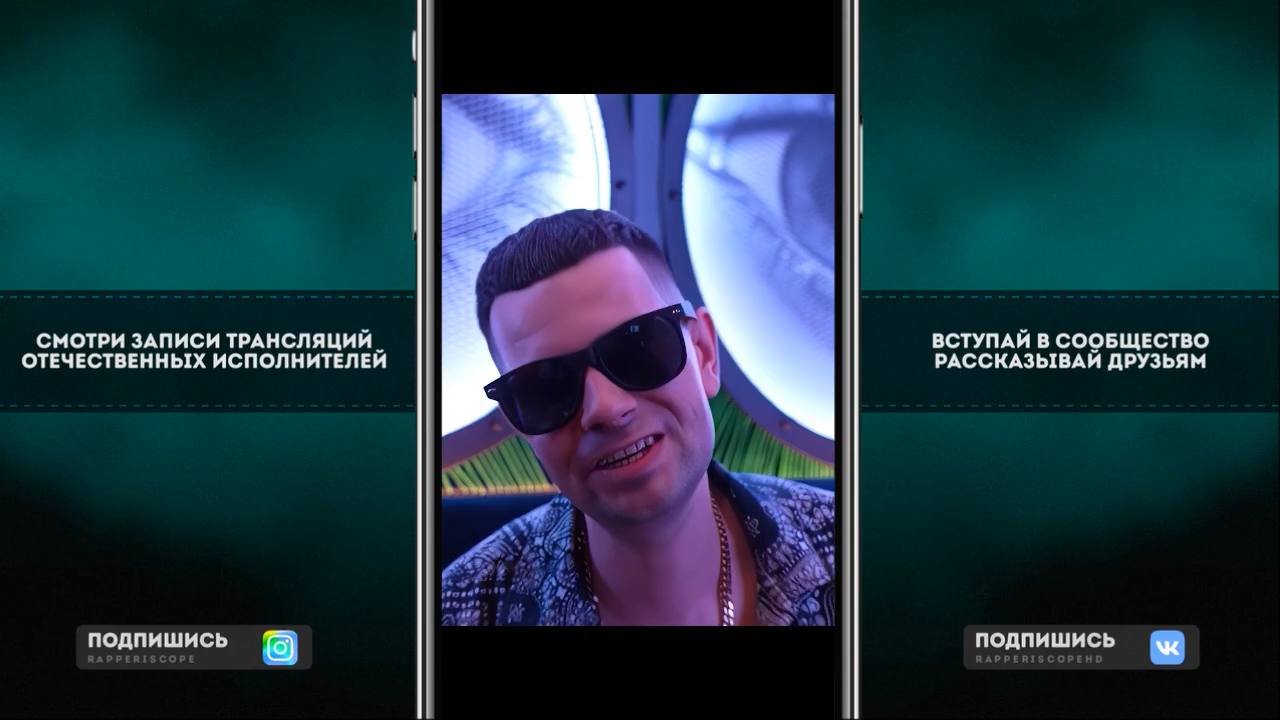 СМОТРИ ЗАПИСИ ТРАНСЛЯЦИЙ
ОТЕЧЕСТВЕННЫХ ИСПОЛНИТЕЛЕЙ
ВСТУПАЙ В СООБЩЕСТВО
РАССКАЗЫВАЙ ДРУЗЬЯМ
ПОДПИШИСЬ
RAPPERISCOPE
ПОДПИШИСЬ
RAPPERISCOPEHD